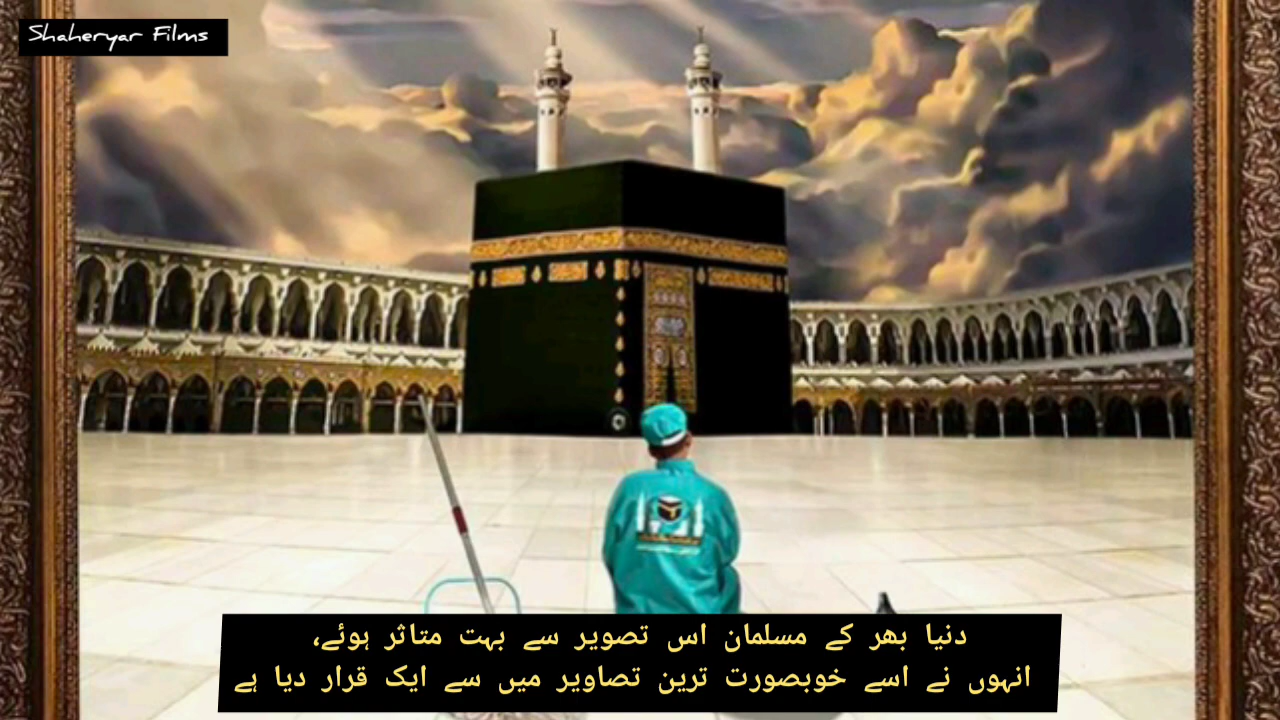 Shaheryar Films
دنیا بھر کے مسلمان اس تصویر سے بہت متاثر ہوئے،
انہوں نے اسے خوبصورت ترین تصاویر میں سے ایک قرار دیا ہے